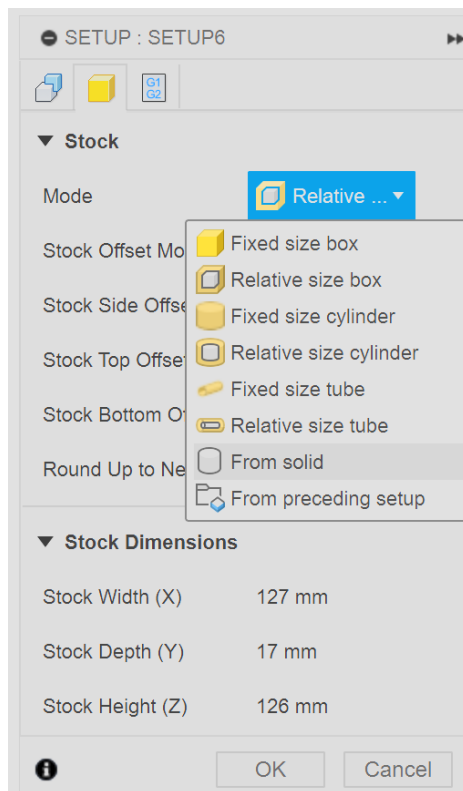 SETUP : SETUP6
G1
G2
Stock
Mode
Relative ...
Stock Offset Mo
Fixed size box
Relative size box
Stock Side Offse
Fixed size cylinder
Relative size cylinder
Stock Top Offse
Fixed size tube
Stock Bottom O
Relative size tube
Round Up to Ne
From solid
From preceding setup
Stock Dimensions
Stock Width (X) 127 mm
Stock Depth (Y) 17 mm
Stock Height (Z) 126 mm
OK Cancel